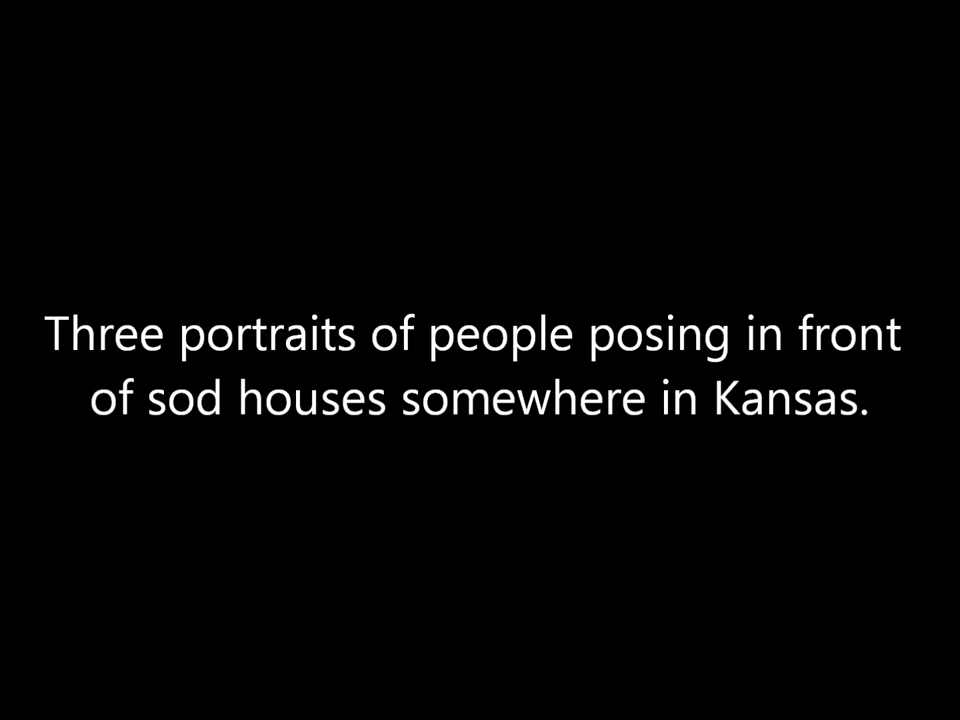 Three portraits of people posing in front
of sod houses somewhere in Kansas.